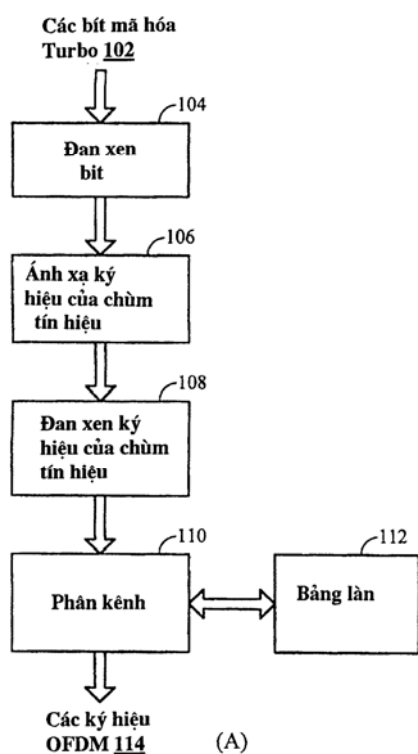 Các bít mã hóa
Turbo 102
104
Đan xen
bit
106
Ánh xạ ký
hiệu của chùm
tín hiệu
108
Đan xen ký
hiệu của chùm
tín hiệu
110
Phân kênh
112
Bảng làn
Các ký hiệu
OFDM 114
(A)